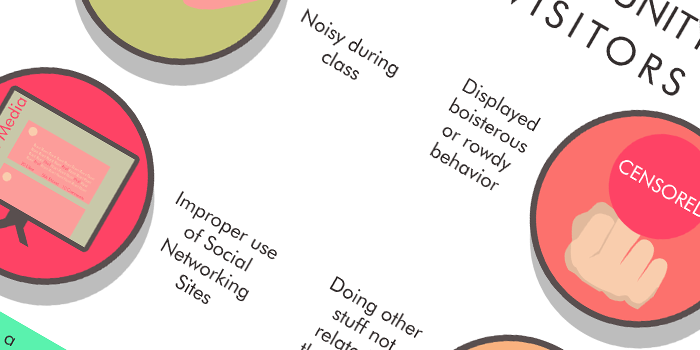 VISITORS
Noisy during
class
Displayed
boisterous
or rowdy
behavior
CENSORED
Media
Improper use
of Social
Networking
Sites
Doing other
stuff not
a